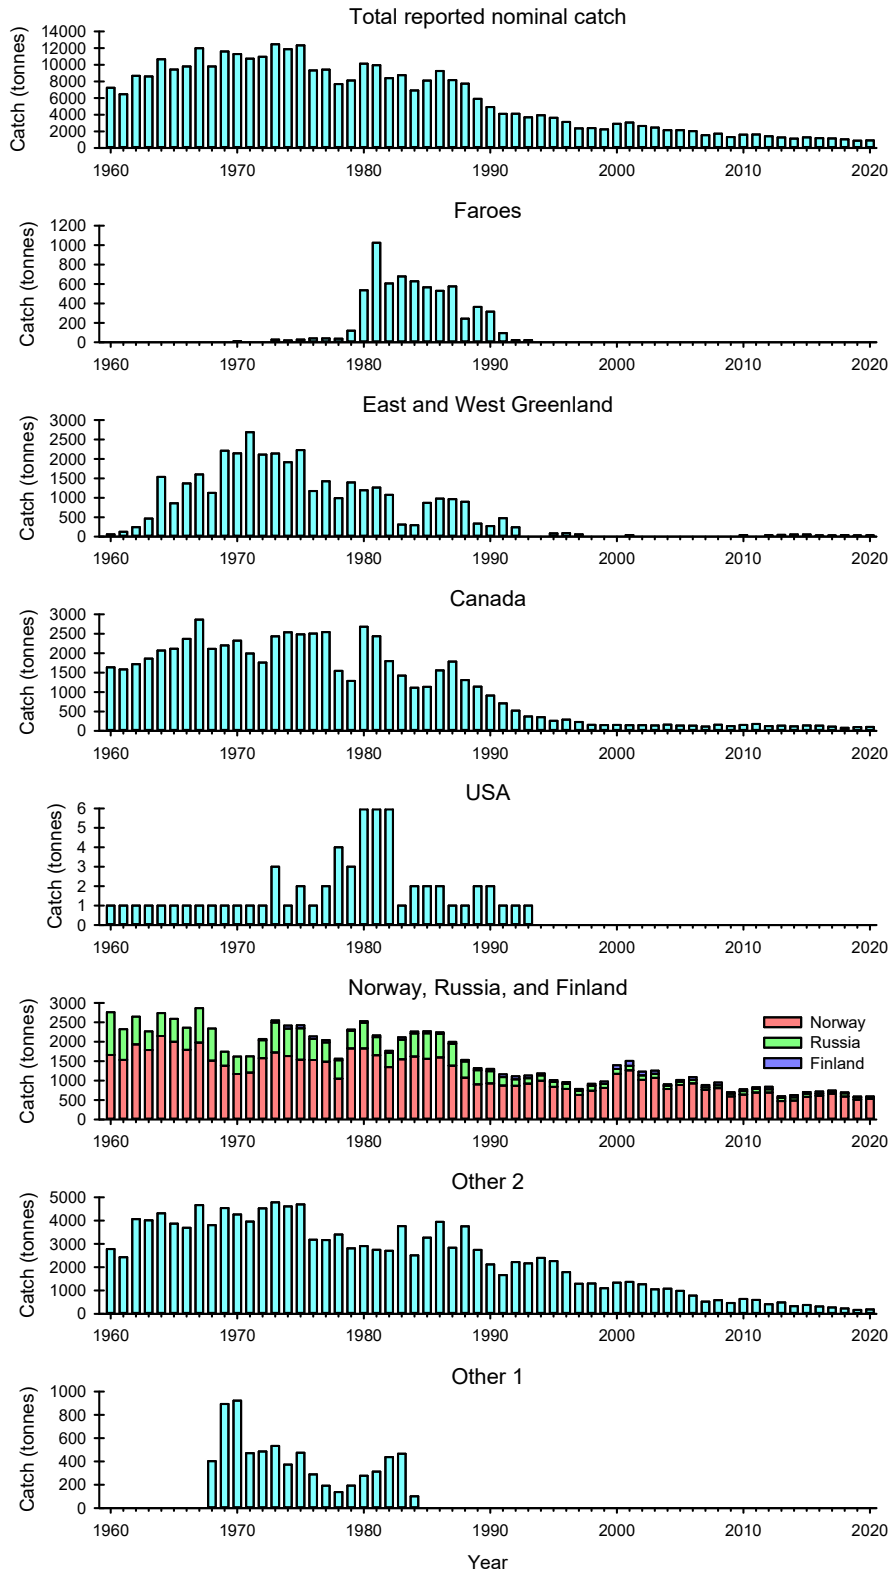 Total reported nominal catch
Catch (tonnes)
14000
12000
10000
8000
6000
4000
2000
0
1960 1970 1980 1990 2000 2010 2020
Faroes
Catch (tonnes)
1200
1000
800
600
400
200
0
1960 1970 1980 1990 2000 2010 2020
East and West Greenland
Catch (tonnes)
3000
2500
2000
1500
1000
500
0
1960 1970 1980 1990 2000 2010 2020
Canada
Catch (tonnes)
3000
2500
2000
1500
1000
500
0
1960 1970 1980 1990 2000 2010 2020
USA
Catch (tonnes)
6
5
4
3
2
1
0
1960 1970 1980 1990 2000 2010 2020
Norway, Russia, and Finland
Catch (tonnes)
3000
2500
2000
1500
1000
500
0
Norway
Russia
Finland
1960 1970 1980 1990 2000 2010 2020
Other 2
Catch (tonnes)
5000
4000
3000
2000
1000
0
1960 1970 1980 1990 2000 2010 2020
Other 1
Catch (tonnes)
1000
800
600
400
200
0
1960 1970 1980 1990 2000 2010 2020
Year